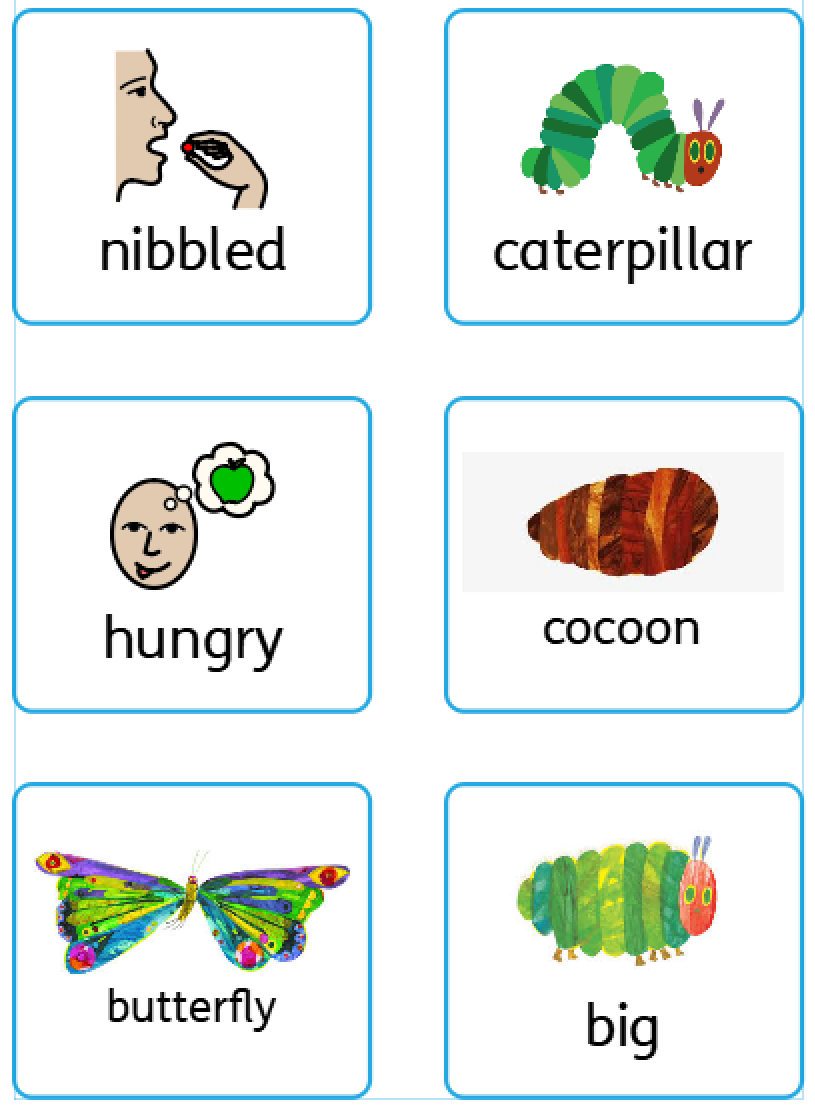 nibbled
caterpillar
hungry
cocoon
butterfly
big